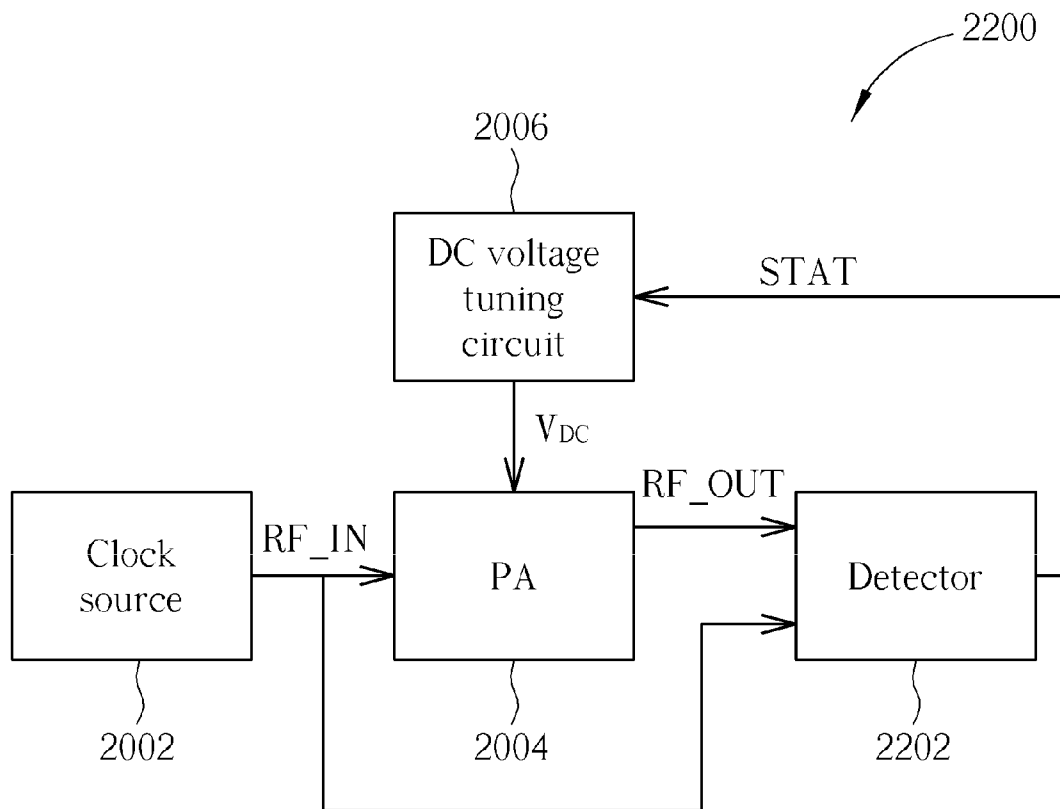 2200
2006
DC voltage
tuning
circuit
STAT
VDC
RF_OUT
RF_IN
Clock
source
PA
Detector
2002
2004
2202